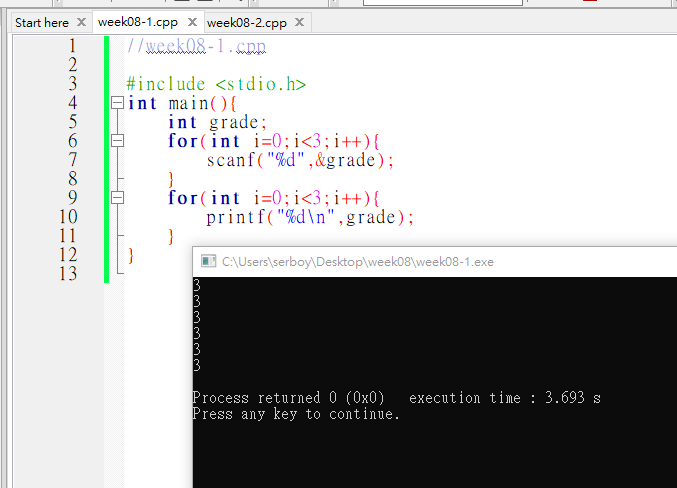 Start here × week08-1.cpp × week08-2.cpp ×
1 //week08-1.cpp
2
3 #include <stdio.h>
4 int main(){
5 int grade;
6 for(int i=0;i<3;i++){
7 scanf("%d",&grade);
8 }
9 for(int i=0;i<3;i++){
10 printf("%d\n",grade);
11 }
12 }
13
C:\Users\serboy\Desktop\week08\week08-1.exe
3
3
3
3
3
3
Process returned 0 (0x0) execution time : 3.693 s
Press any key to continue.